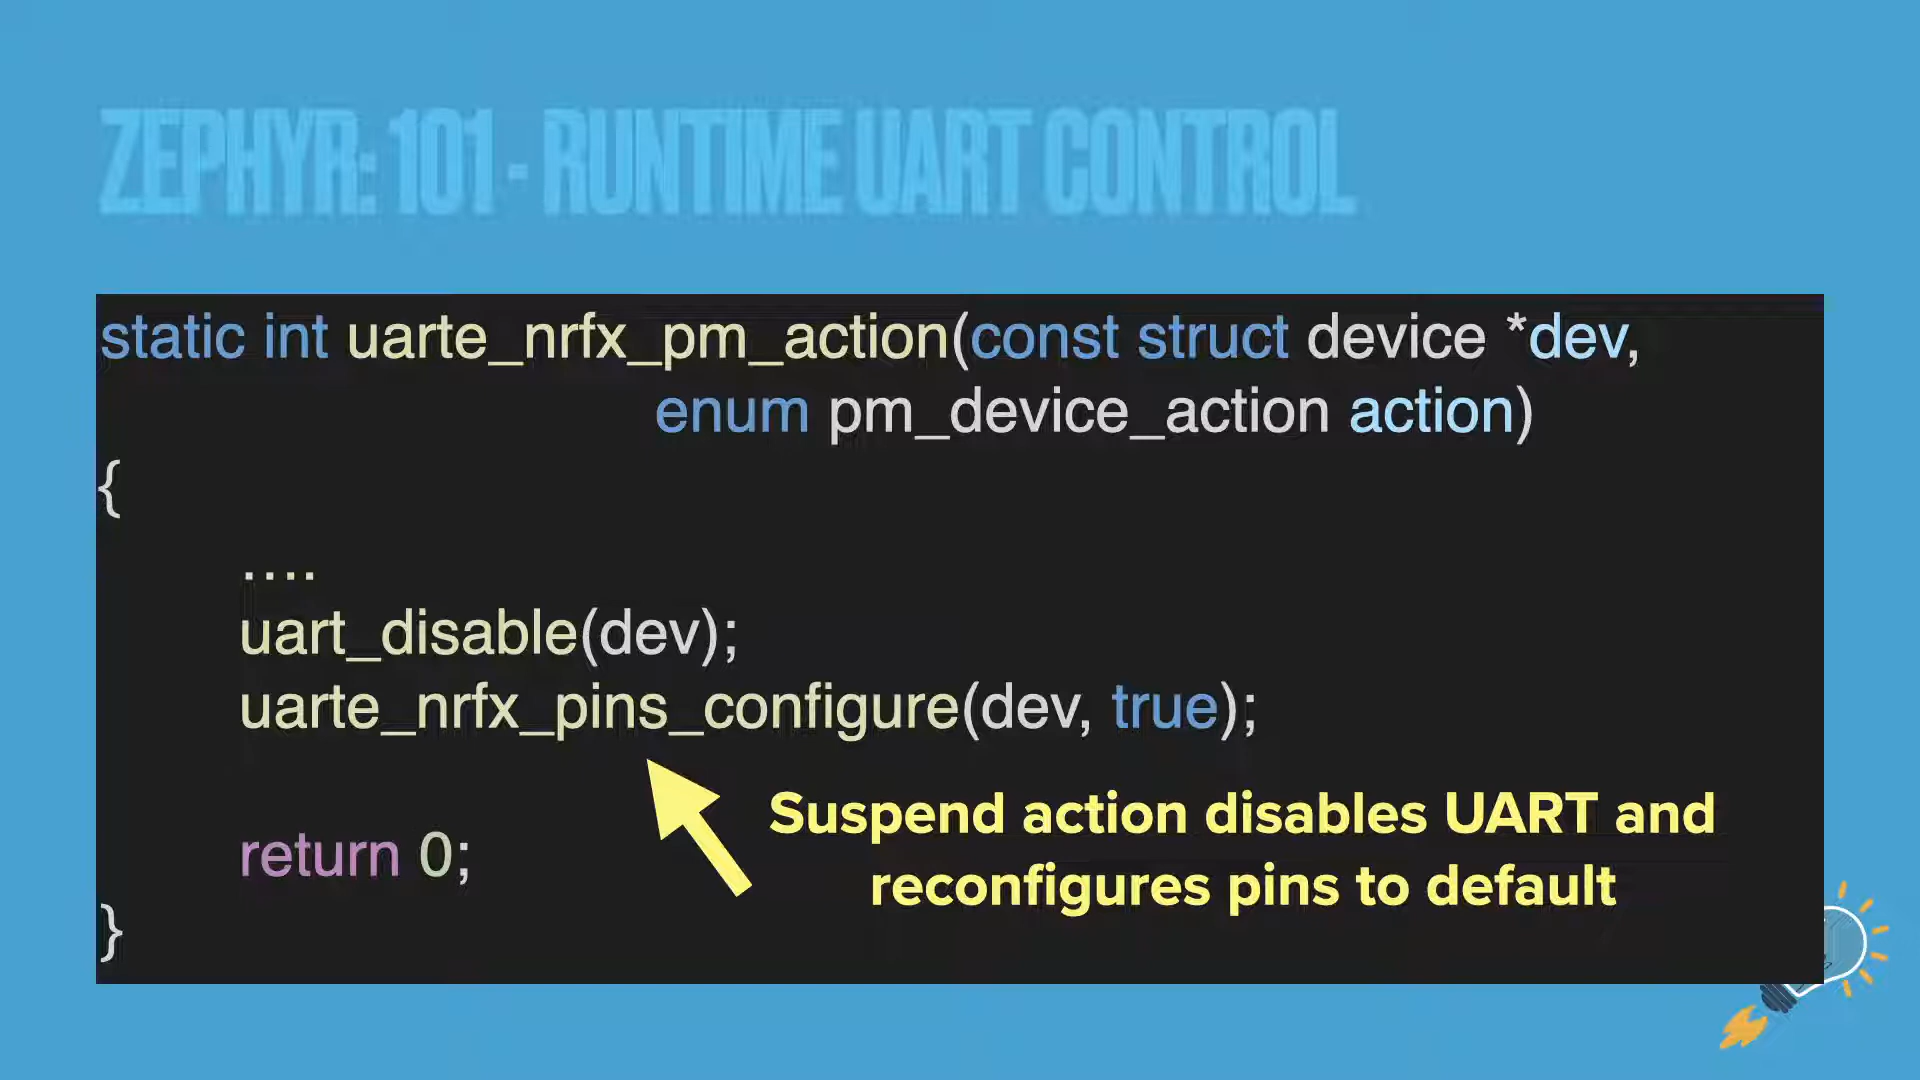 ZEPHYR: 101 - RUNTIME UART CONTROL
static int uarte_nrfx_pm_action(const struct device *dev,
enum pm_device_action action)
{
....
uart_disable(dev);
uarte_nrfx_pins_configure(dev, true);
Suspend action disables UART and
reconfigures pins to default
return 0;
}